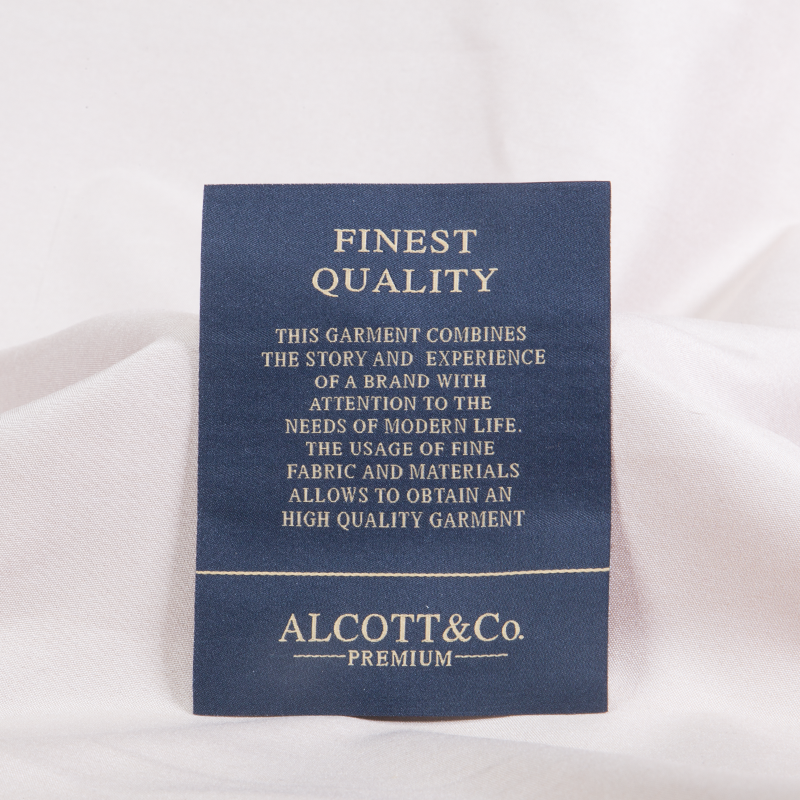 FINEST
QUALITY
THIS GARMENT COMBINES
THE STORY AND EXPERIENCE
OF A BRAND WITH
ATTENTION TO THE
NEEDS OF MODERN LIFE.
THE USAGE OF FINE
FABRIC AND MATERIALS
ALLOWS TO OBTAIN AN
HIGH QUALITY GARMENT
ALCOTT&Co.
PREMIUM